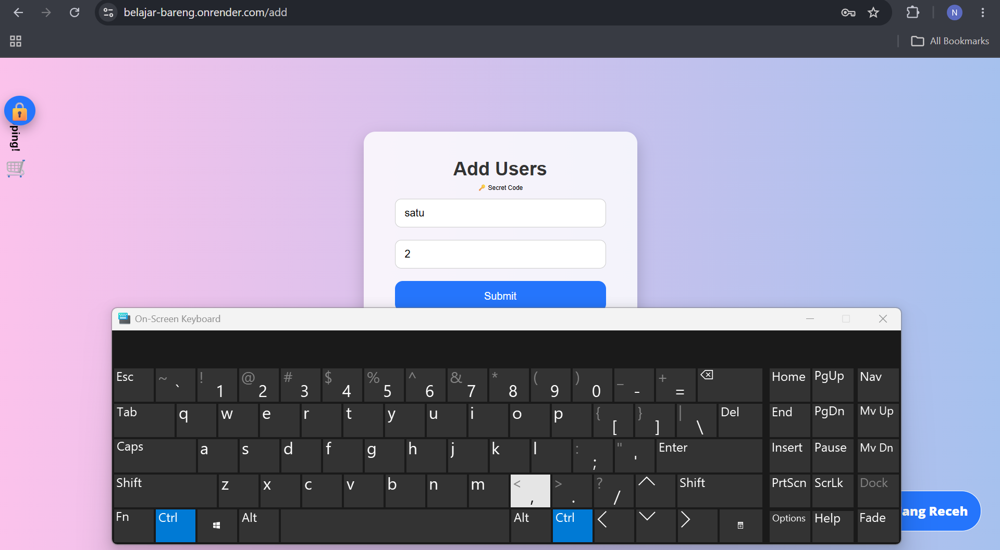 belajar-bareng.onrender.com/add
N
All Bookmarks
ping!
Add Users
🔑 Secret Code
satu
2
Submit
On-Screen Keyboard
Esc ~ ` ! 1 @ 2 # 3 $ 4 % 5 ^ 6 & 7 * 8 ( 9 ) 0 _ - + = Home PgUp Nav
Tab q w e r t y u i o p { [ } ] | \ Del End PgDn Mv Up
Caps a s d f g h j k l : ; " ' Enter Insert Pause Mv Dn
Shift z x c v b n m < , > . ? / Shift PrtScn ScrLk Dock
Fn Ctrl Alt Alt Ctrl Options Help Fade
ang Receh